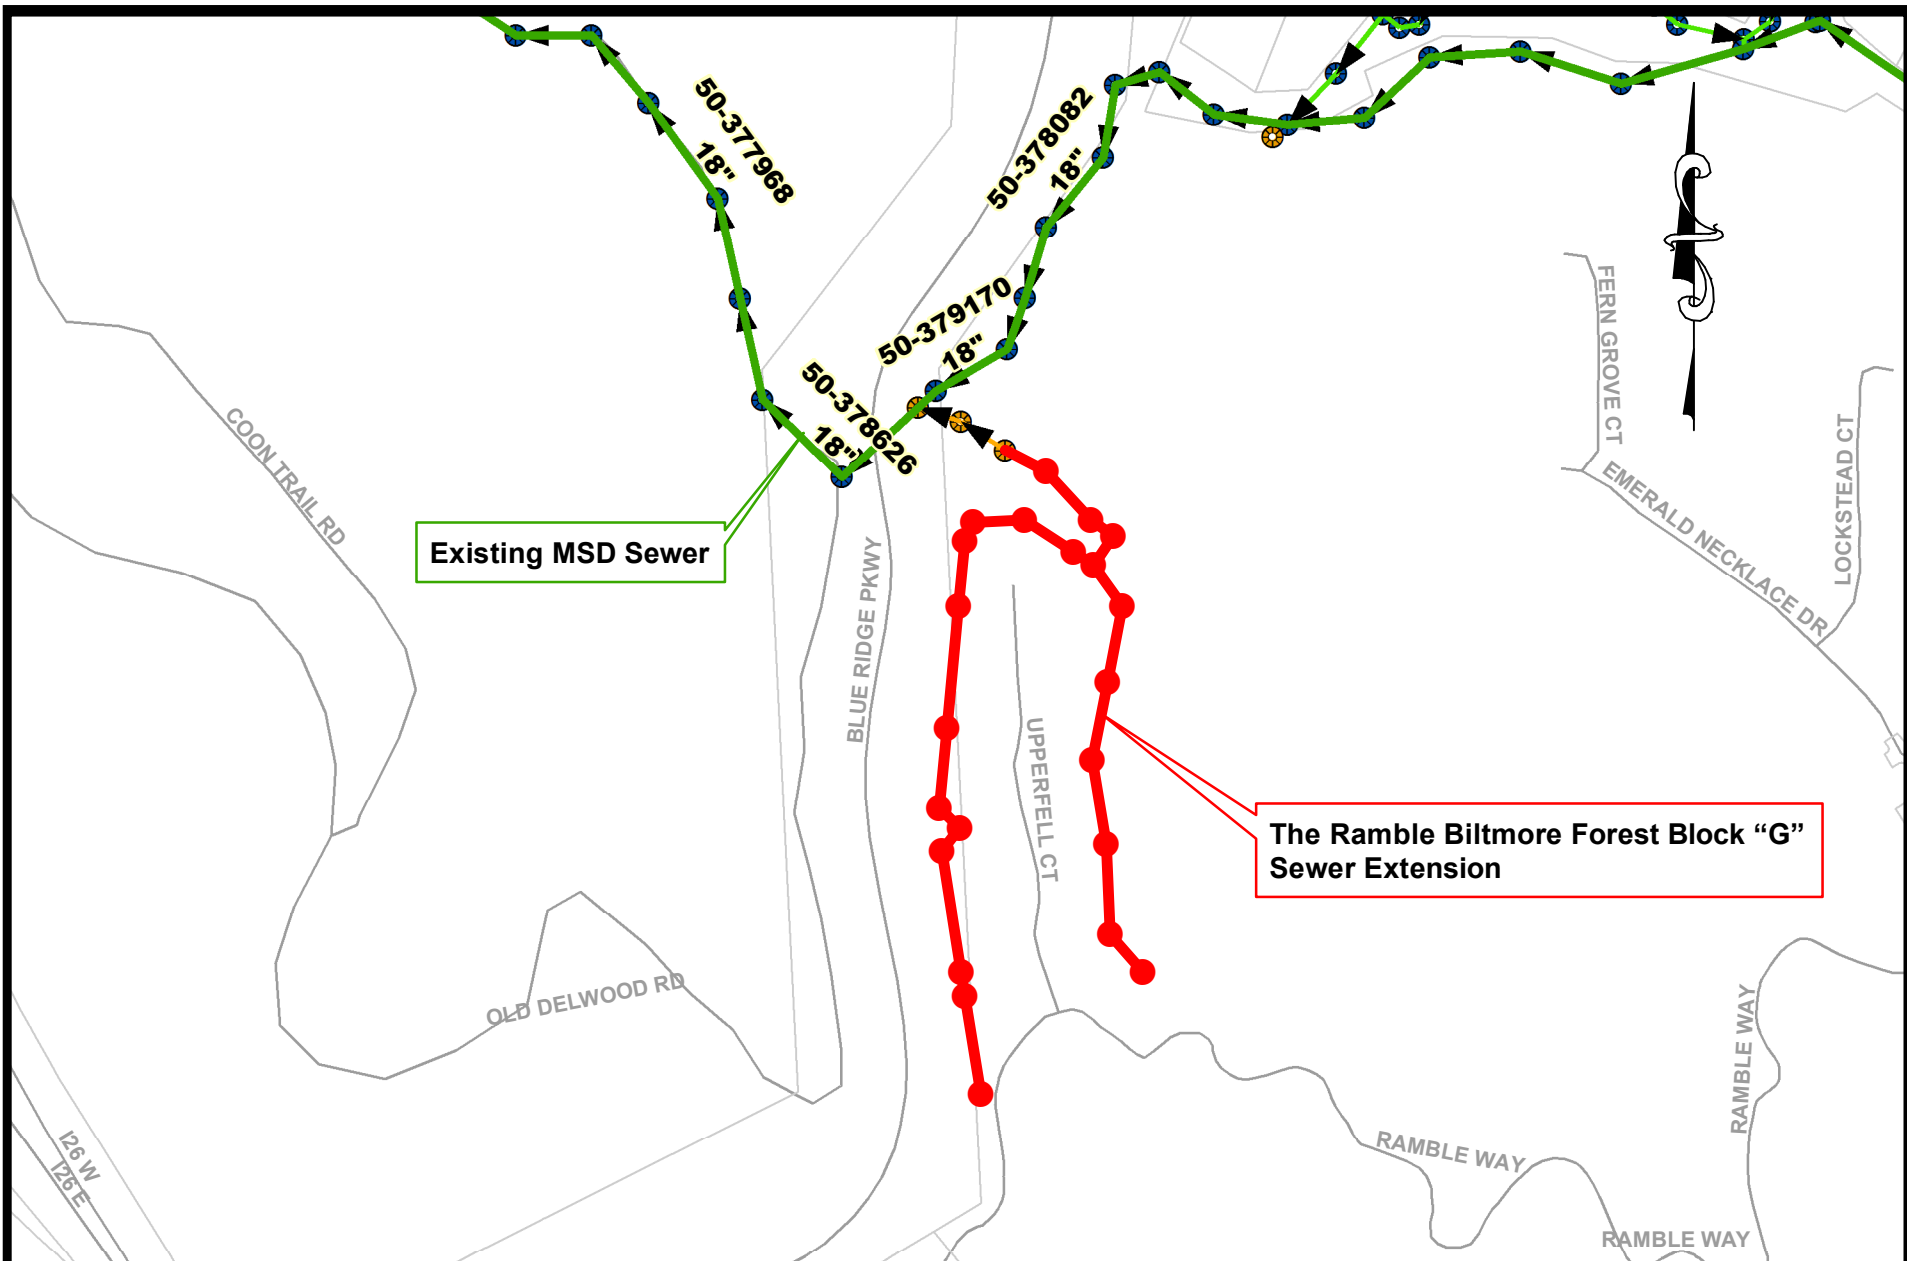 50-377968
18"
50-378082
18"
50-379170
18"
50-378626
18"
FERN GROVE CT
LOCKSTEAD CT
EMERALD NECKLACE DR
COON TRAIL RD
Existing MSD Sewer
BLUE RIDGE PKWY
UPPERFELL CT
The Ramble Biltmore Forest Block “G”
Sewer Extension
OLD DELWOOD RD
RAMBLE WAY
I26 W
I26 E
RAMBLE WAY
RAMBLE WAY